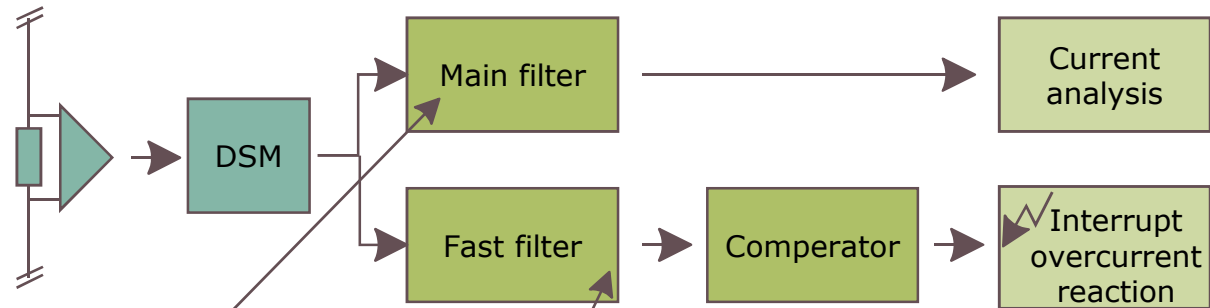 Main filter
Current
analysis
DSM
Fast filter
Comperator
Interrupt
overcurrent
reaction